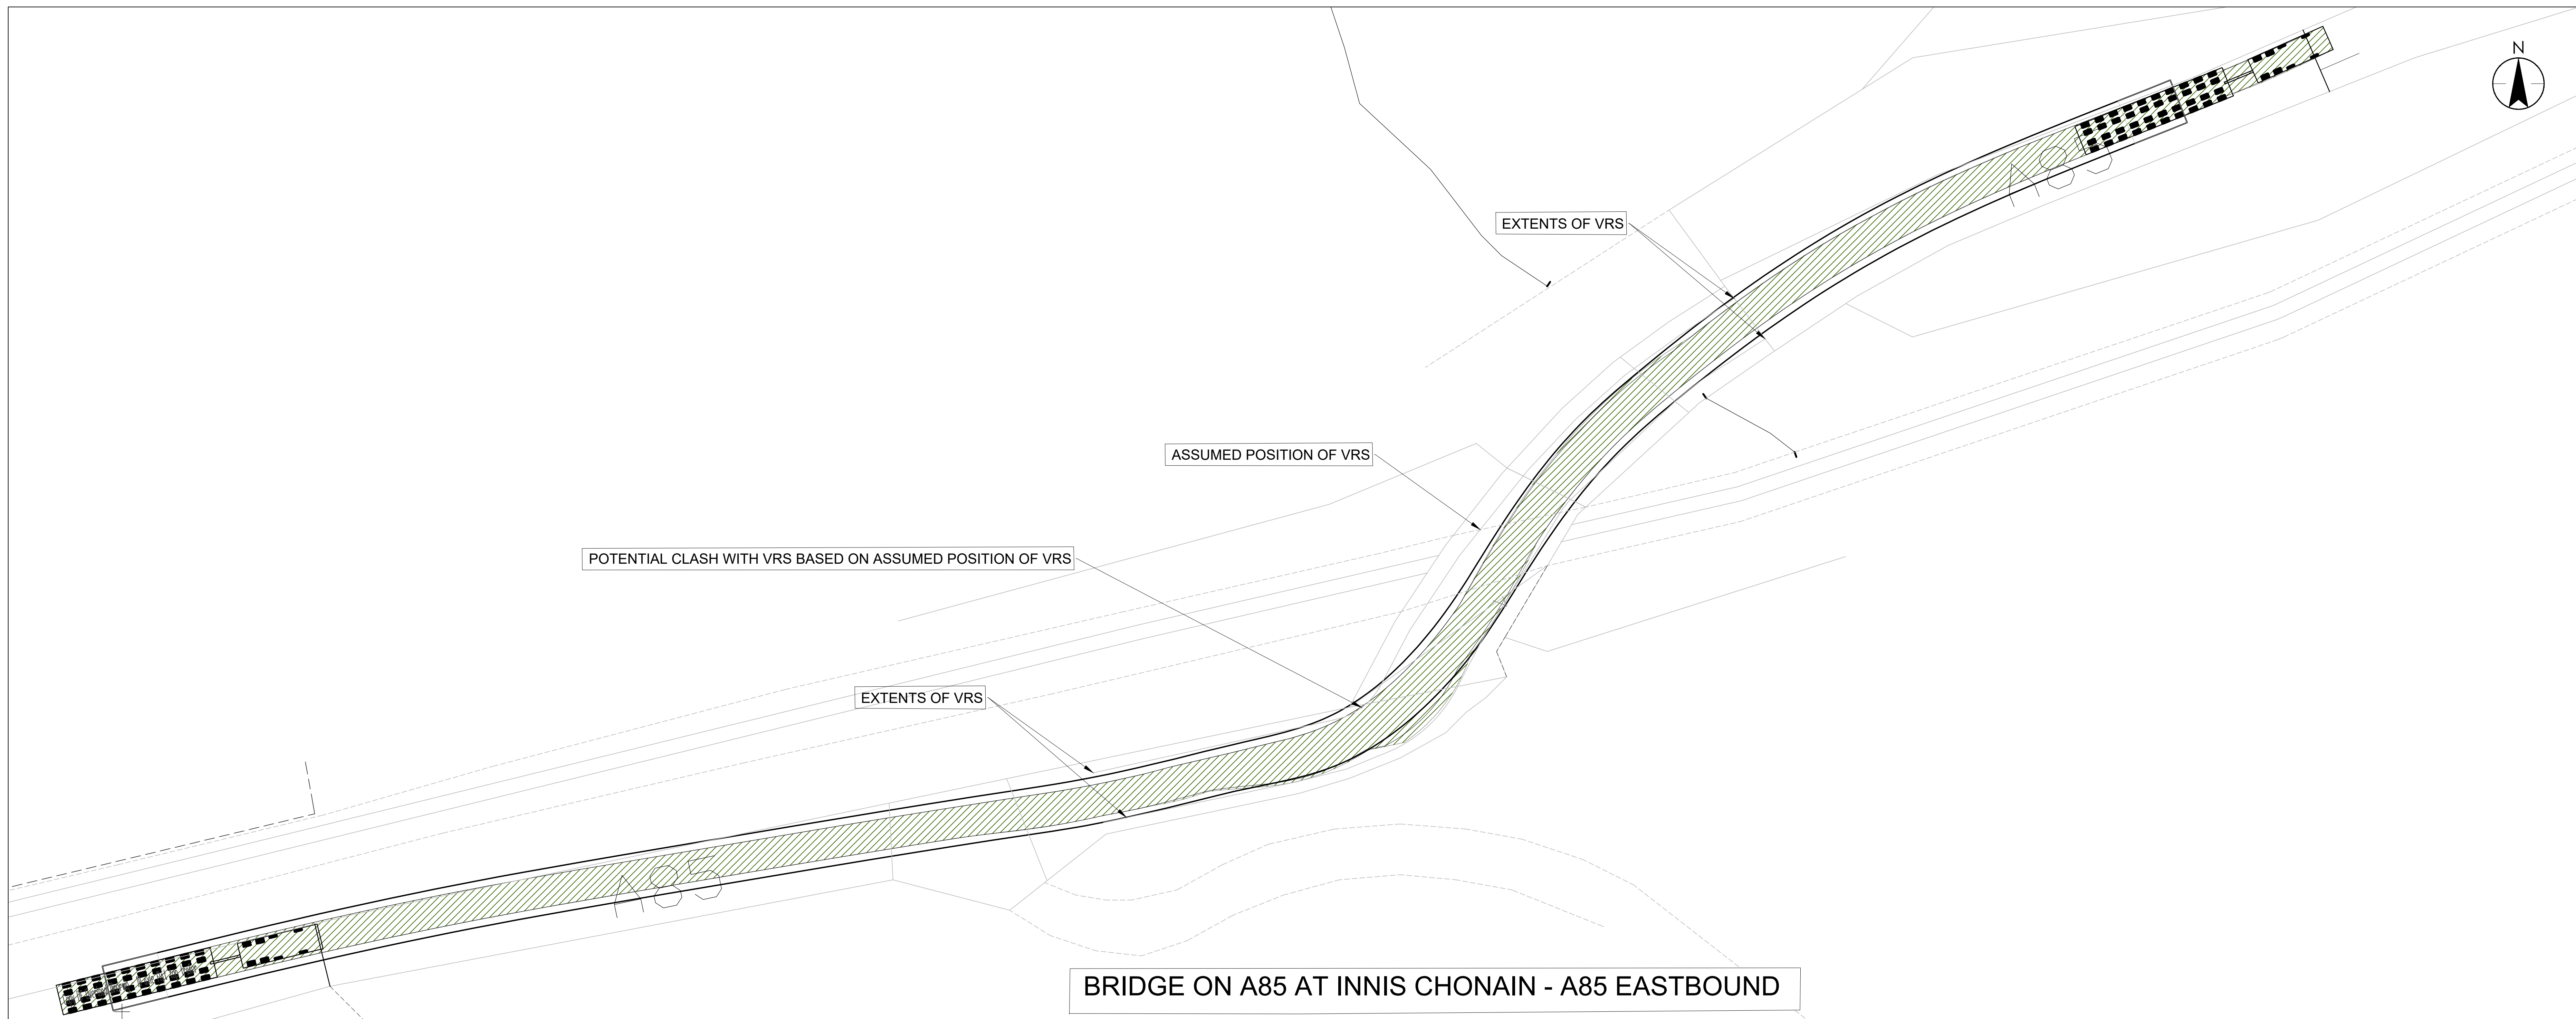 N
EXTENTS OF VRS
A85
ASSUMED POSITION OF VRS
POTENTIAL CLASH WITH VRS BASED ON ASSUMED POSITION OF VRS
EXTENTS OF VRS
A85
BRIDGE ON A85 AT INNIS CHONAIN - A85 EASTBOUND